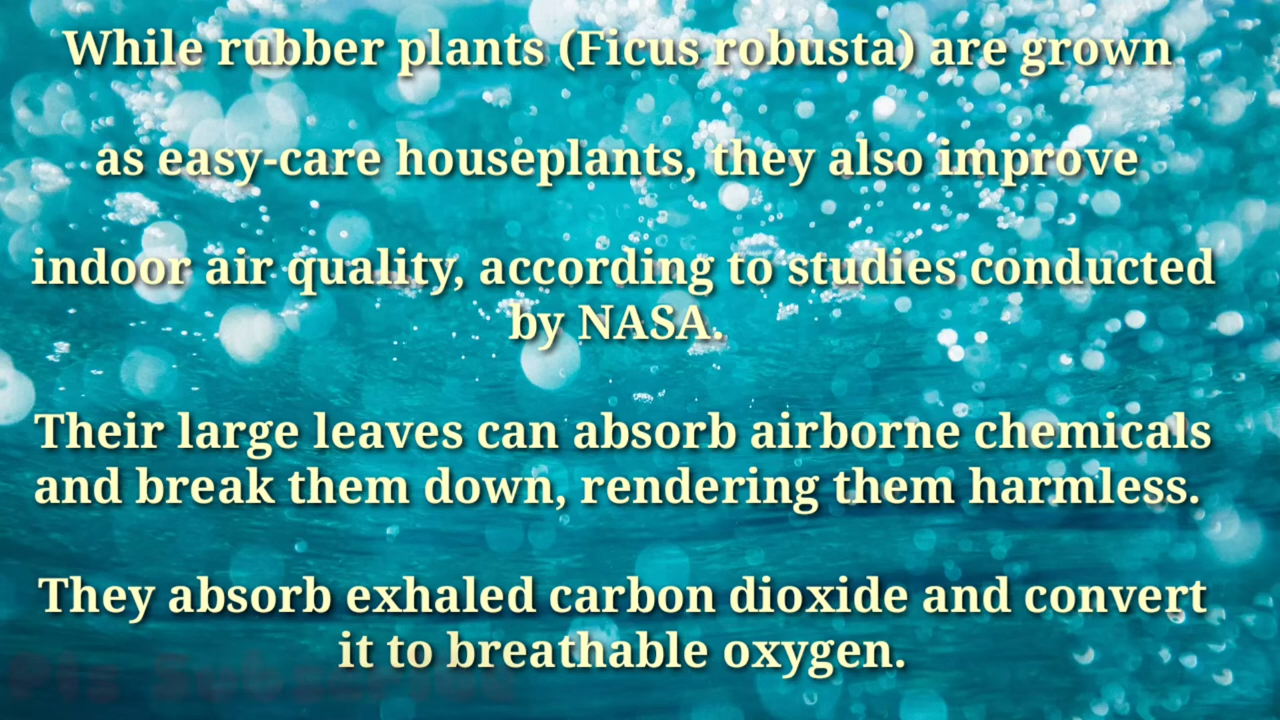 While rubber plants (Ficus robusta) are grown
as easy-care houseplants, they also improve
indoor air quality, according to studies conducted
by NASA.
Their large leaves can absorb airborne chemicals
and break them down, rendering them harmless.
They absorb exhaled carbon dioxide and convert
it to breathable oxygen.
Pls Subscribe